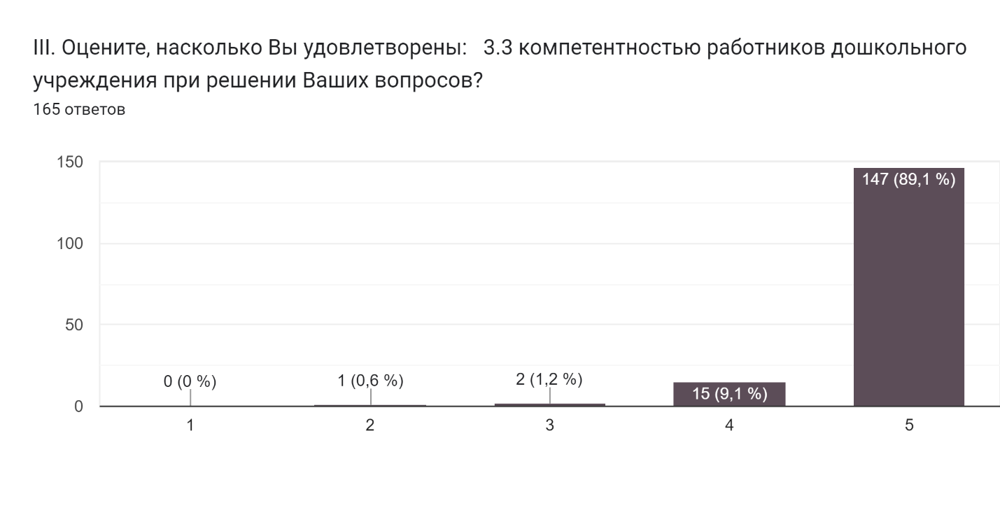 III. Оцените, насколько Вы удовлетворены:   3.3 компетентностью работников дошкольного
учреждения при решении Ваших вопросов?
165 ответов
150
147 (89,1 %)
100
50
0 (0 %)
1 (0,6 %)
2 (1,2 %)
15 (9,1 %)
0
1
2
3
4
5